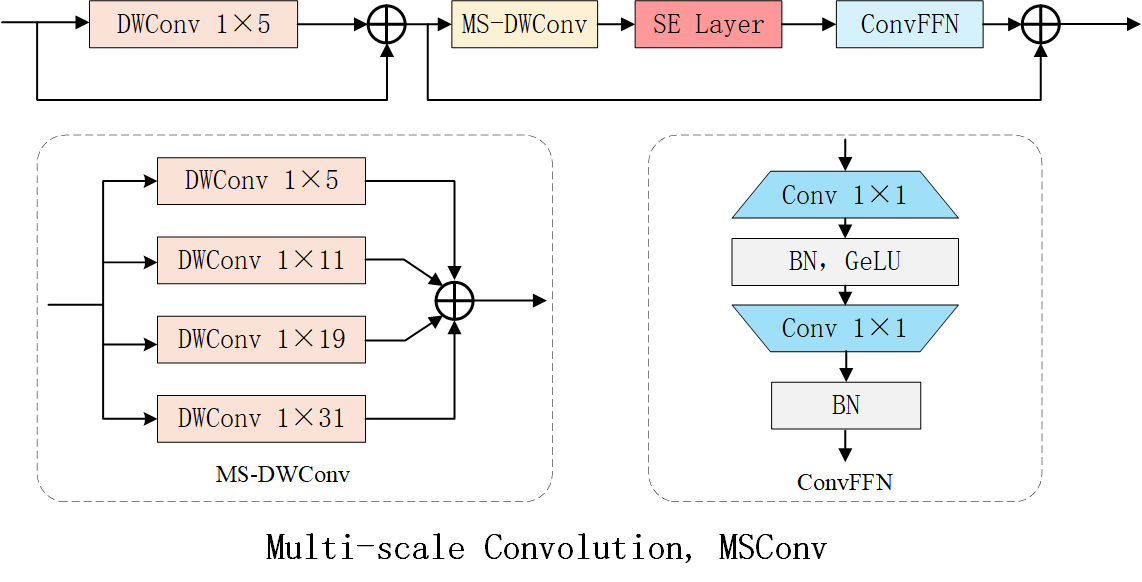 DWConv 1×5
MS-DWConv
SE Layer
ConvFFN
DWConv 1×5
DWConv 1×11
DWConv 1×19
DWConv 1×31
MS-DWConv
Conv 1×1
BN, GeLU
Conv 1×1
BN
ConvFFN
Multi-scale Convolution, MSConv